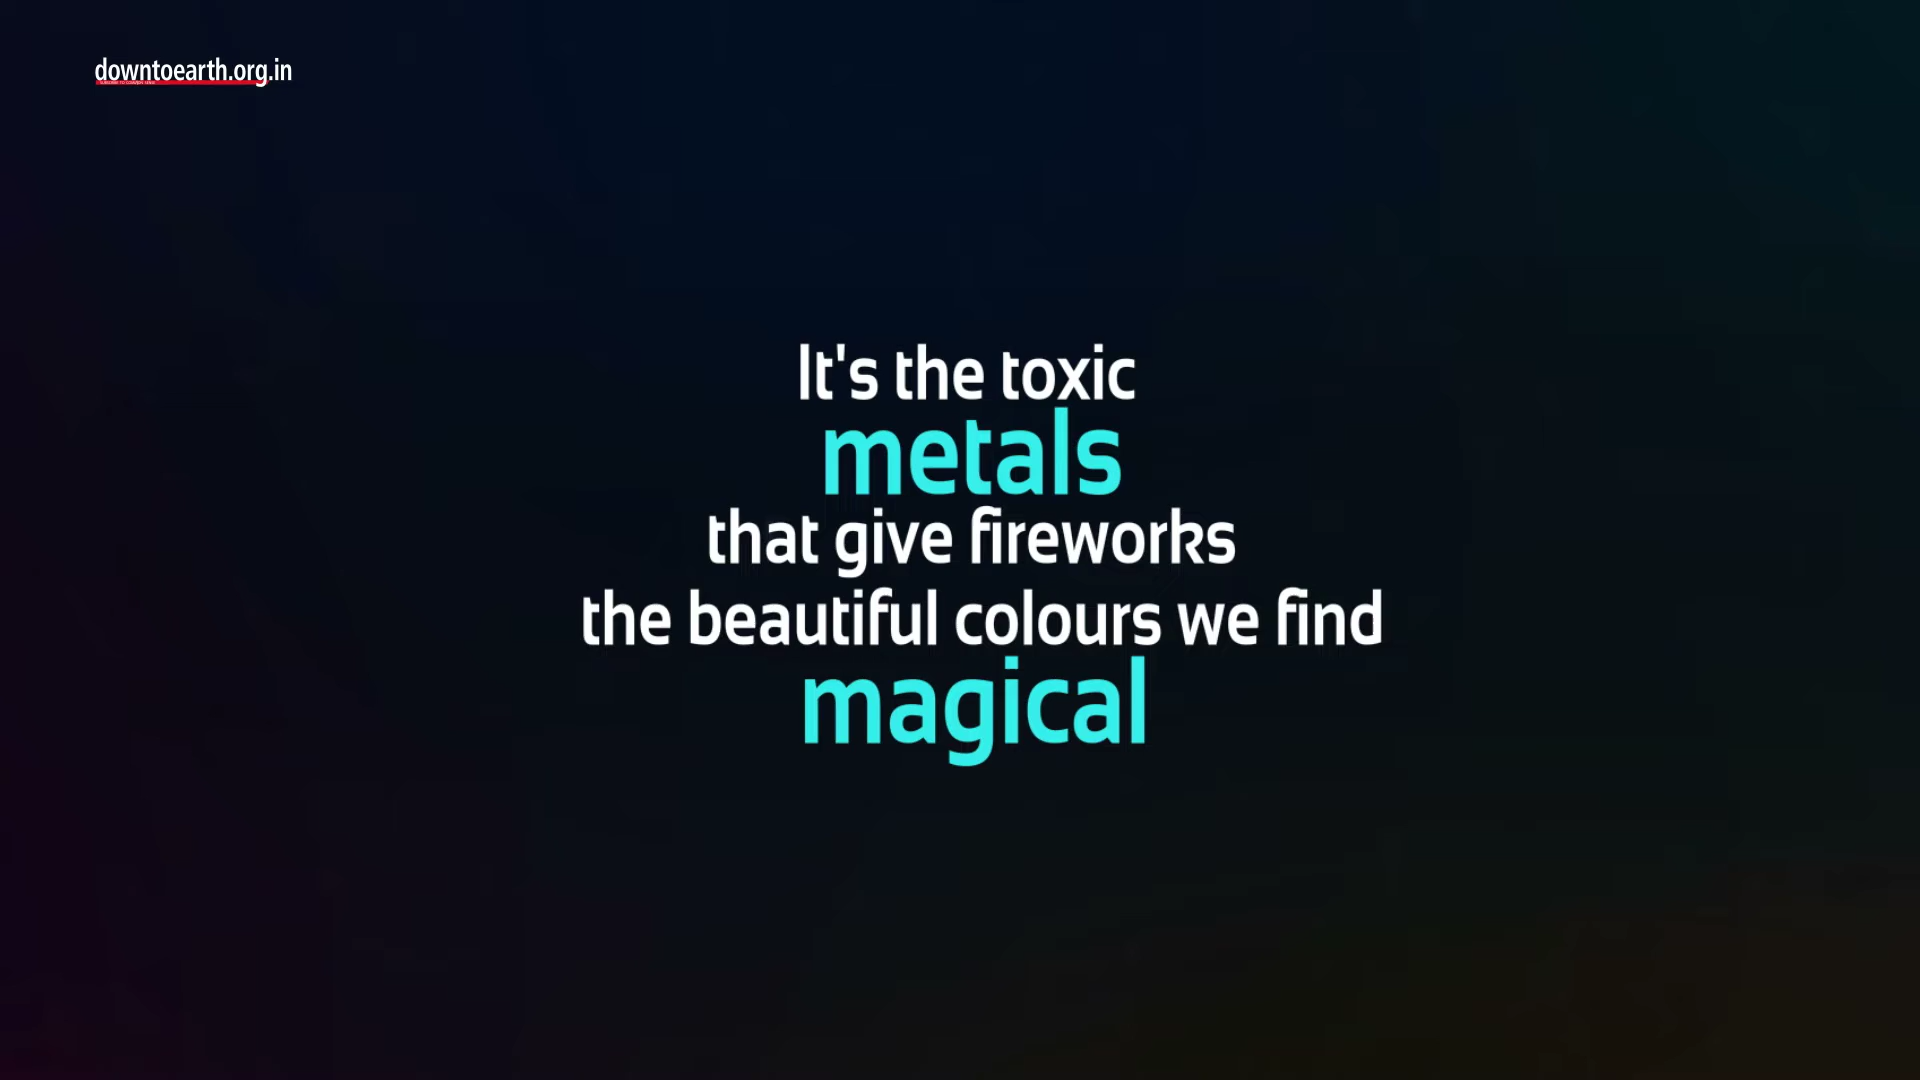 downtoearth.org.in
It's the toxic
metals
that give fireworks
the beautiful colours we find
magical